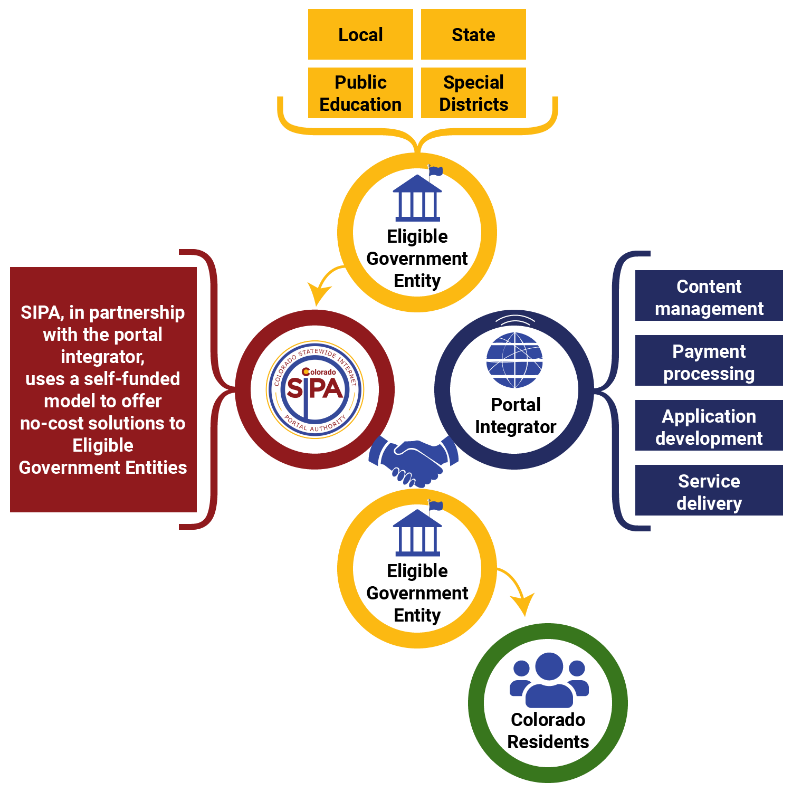 Local
State
Public
Education
Special
Districts
Eligible
Government
Entity
SIPA, in partnership
with the portal
integrator,
uses a self-funded
model to offer
no-cost solutions to
Eligible
Government Entities
COLORADO STATEWIDE INTERNET
Colorado
SIPA
PORTAL AUTHORITY
Portal
Integrator
Content
management
Payment
processing
Application
development
Service
delivery
Eligible
Government
Entity
Colorado
Residents